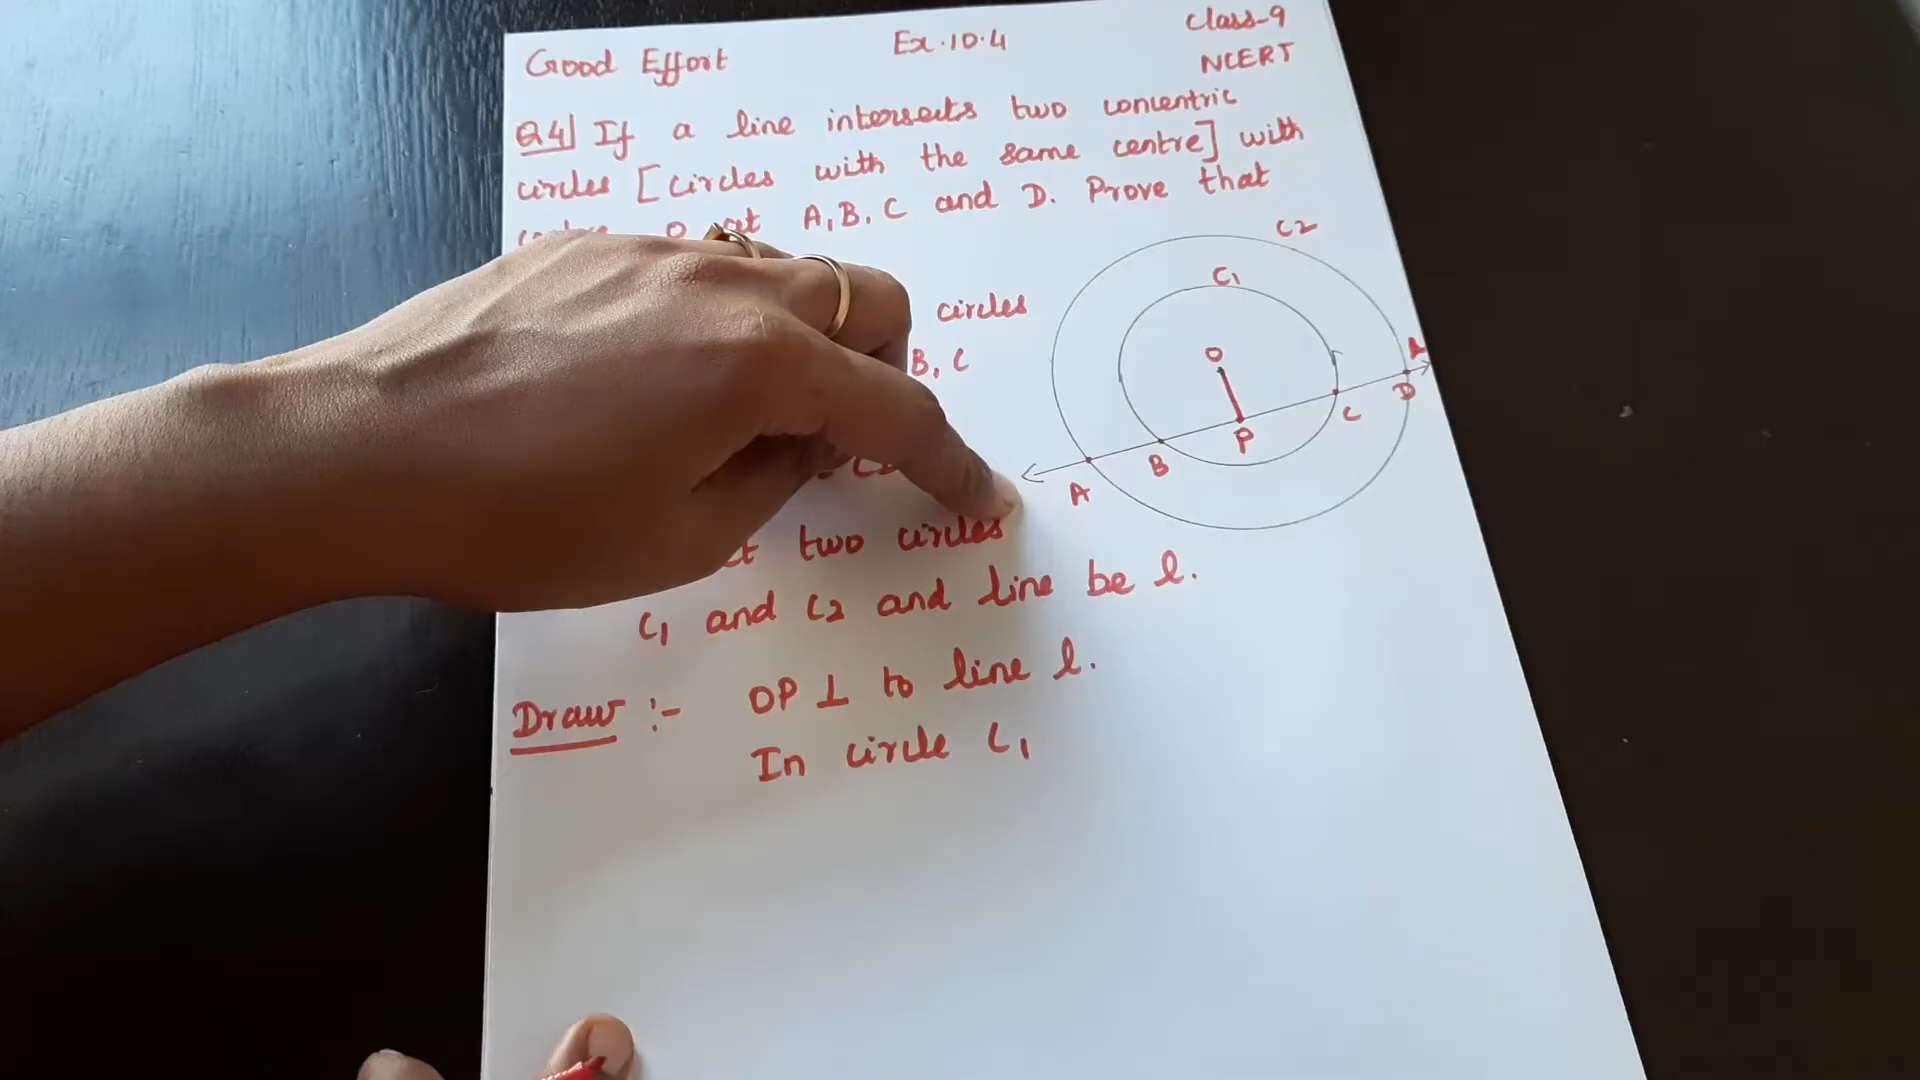 Good Effort
Ex. 10.4
Class-9
NCERT
Q4] If a line intersects two concentric
circles [circles with the same centre] with
O at A, B, C and D. Prove that
C2
C1
circles
O
B, C
D
C
P
B
A
two circles
C1 and C2 and line be l.
Draw :- OP ⊥ to line l.
In circle C1